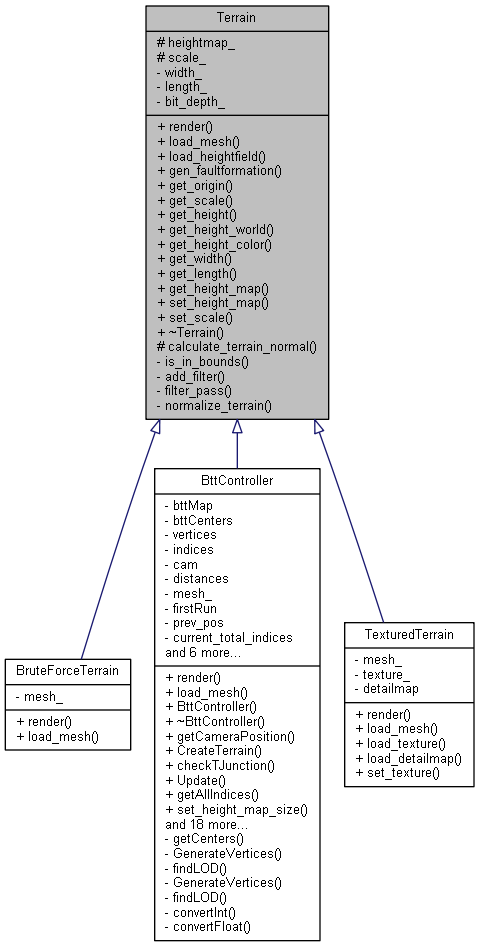 Terrain
# heightmap_
# scale_
- width_
- length_
- bit_depth_
+ render()
+ load_mesh()
+ load_heightfield()
+ gen_faultformation()
+ get_origin()
+ get_scale()
+ get_height()
+ get_height_world()
+ get_height_color()
+ get_width()
+ get_length()
+ get_height_map()
+ set_height_map()
+ set_scale()
+ ~Terrain()
# calculate_terrain_normal()
- is_in_bounds()
- add_filter()
- filter_pass()
- normalize_terrain()
BruteForceTerrain
- mesh_
+ render()
+ load_mesh()
BttController
- bttMap
- bttCenters
- vertices
- indices
- cam
- distances
- mesh_
- firstRun
- prev_pos
- current_total_indices
and 6 more...
+ render()
+ load_mesh()
+ BttController()
+ ~BttController()
+ getCameraPosition()
+ CreateTerrain()
+ checkTJunction()
+ Update()
+ getAllIndices()
+ set_height_map_size()
and 18 more...
- getCenters()
- GenerateVertices()
- findLOD()
- GenerateVertices()
- findLOD()
- convertInt()
- convertFloat()
TexturedTerrain
- mesh_
- texture_
- detailmap
+ render()
+ load_mesh()
+ load_texture()
+ load_detailmap()
+ set_texture()